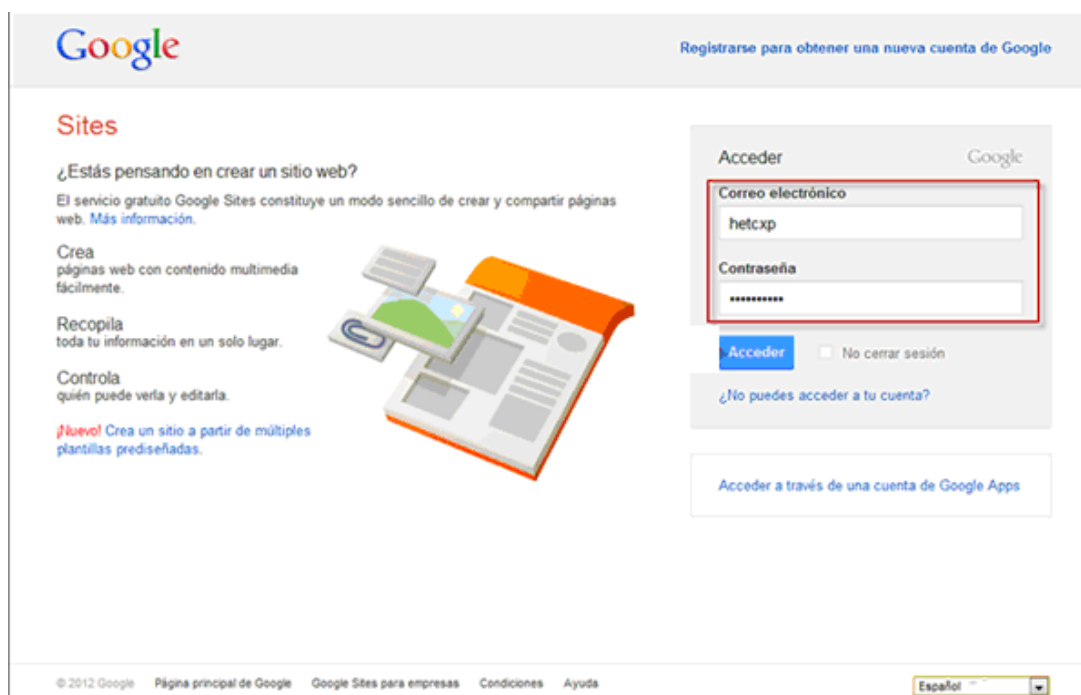 Google
Registrarse para obtener una nueva cuenta de Google
Sites
¿Estás pensando en crear un sitio web?
El servicio gratuito Google Sites constituye un modo sencillo de crear y compartir páginas
web. Más información.
Crea
páginas web con contenido multimedia
fácilmente.
Recopila
toda tu información en un solo lugar.
Controla
quién puede verla y editarla.
¡Nuevo! Crea un sitio a partir de múltiples
plantillas prediseñadas.
Acceder Google
Correo electrónico
hetcxp
Contraseña
••••••••••
Acceder No cerrar sesión
¿No puedes acceder a tu cuenta?
Acceder a través de una cuenta de Google Apps
© 2012 Google Página principal de Google Google Sites para empresas Condiciones Ayuda Español